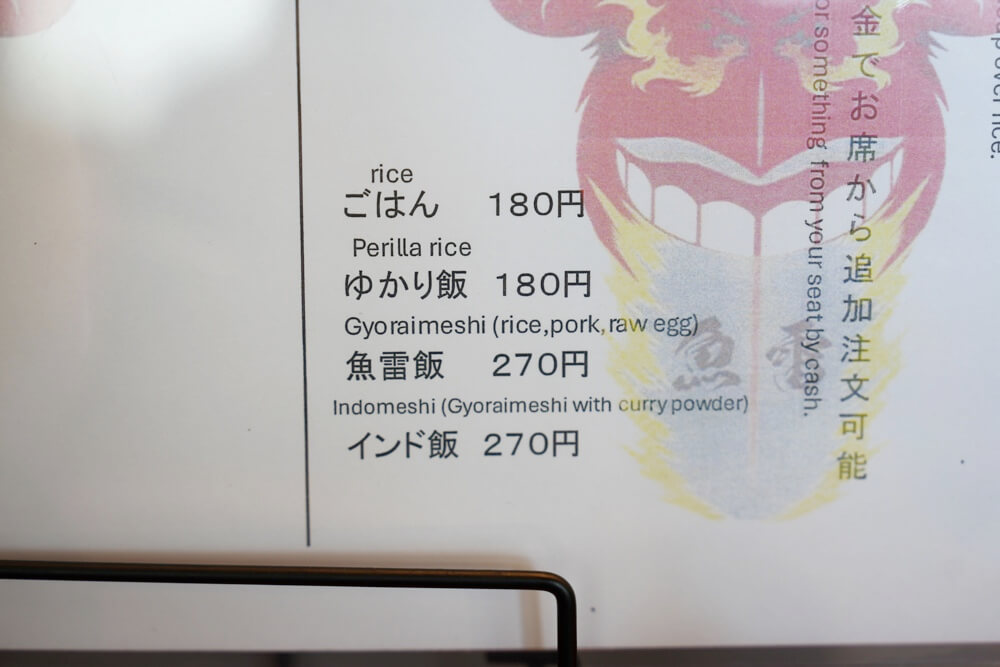 rice
ごはん 180円
Perilla rice
ゆかり飯 180円
Gyoraimeshi (rice,pork,raw egg)
魚雷飯 270円
Indomeshi (Gyoraimeshi with curry powder)
インド飯 270円
魚雷
金でお席から追加注文可能
or something from your seat by cash.
over rice.